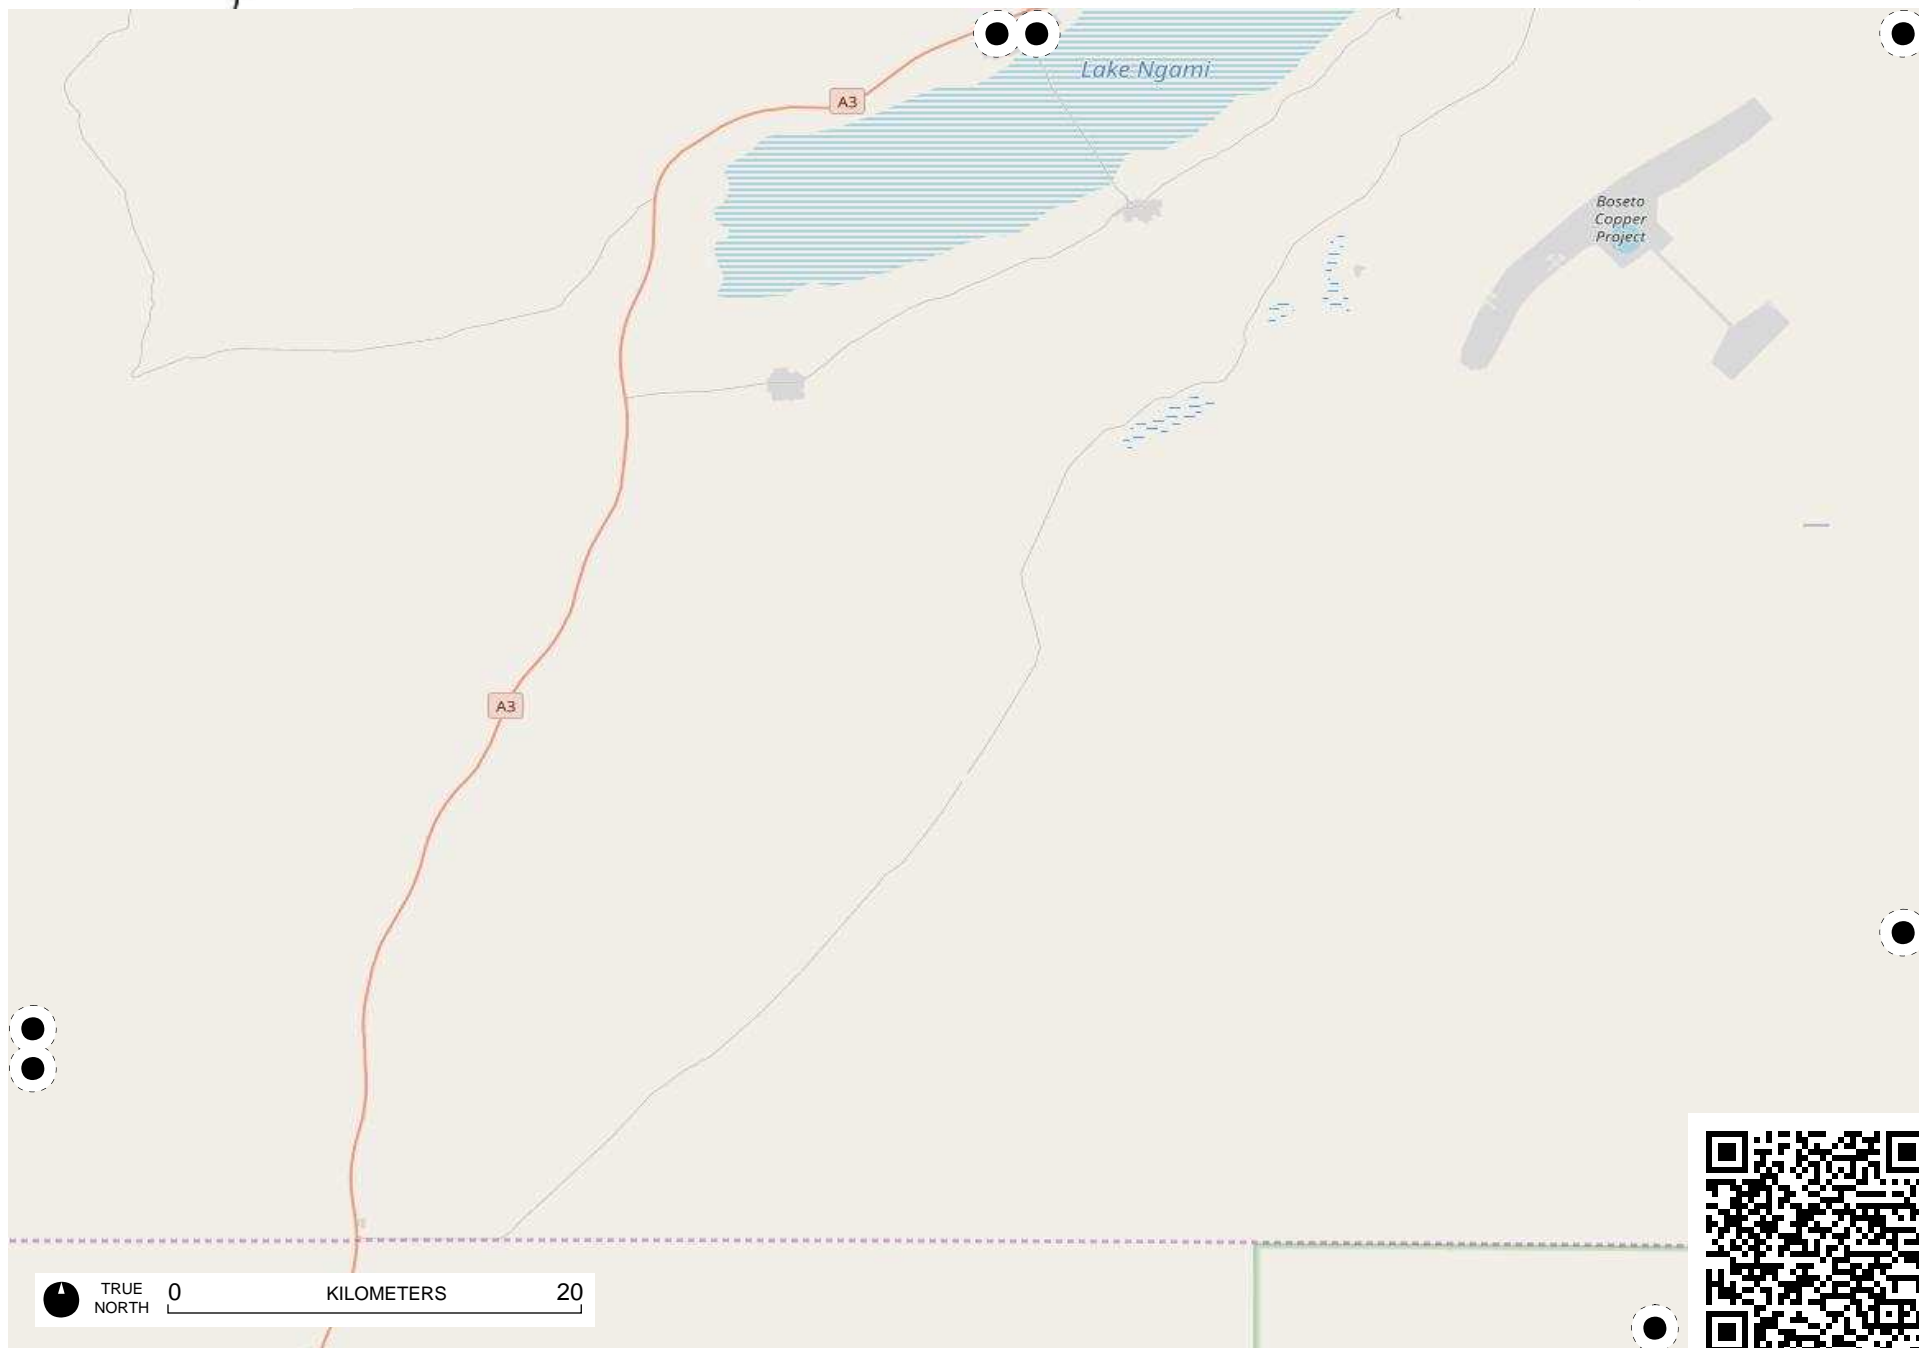 Lake Ngami
A3
Boseto
Copper
Project
A3
TRUE
NORTH
0 KILOMETERS 20